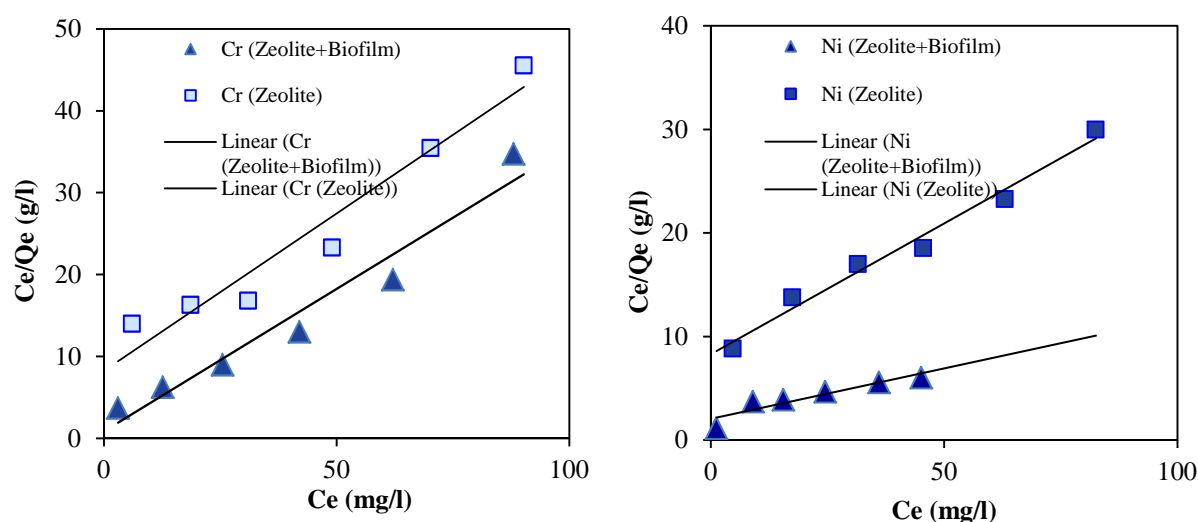 50
40
30
20
10
0
Ce/Qe (g/l)
Cr (Zeolite+Biofilm)
Cr (Zeolite)
Linear (Cr
(Zeolite+Biofilm))
Linear (Cr (Zeolite))
0
50
100
Ce (mg/l)
40
30
20
10
0
Ce/Qe (g/l)
Ni (Zeolite+Biofilm)
Ni (Zeolite)
Linear (Ni
(Zeolite+Biofilm))
Linear (Ni (Zeolite))
0
50
100
Ce (mg/l)